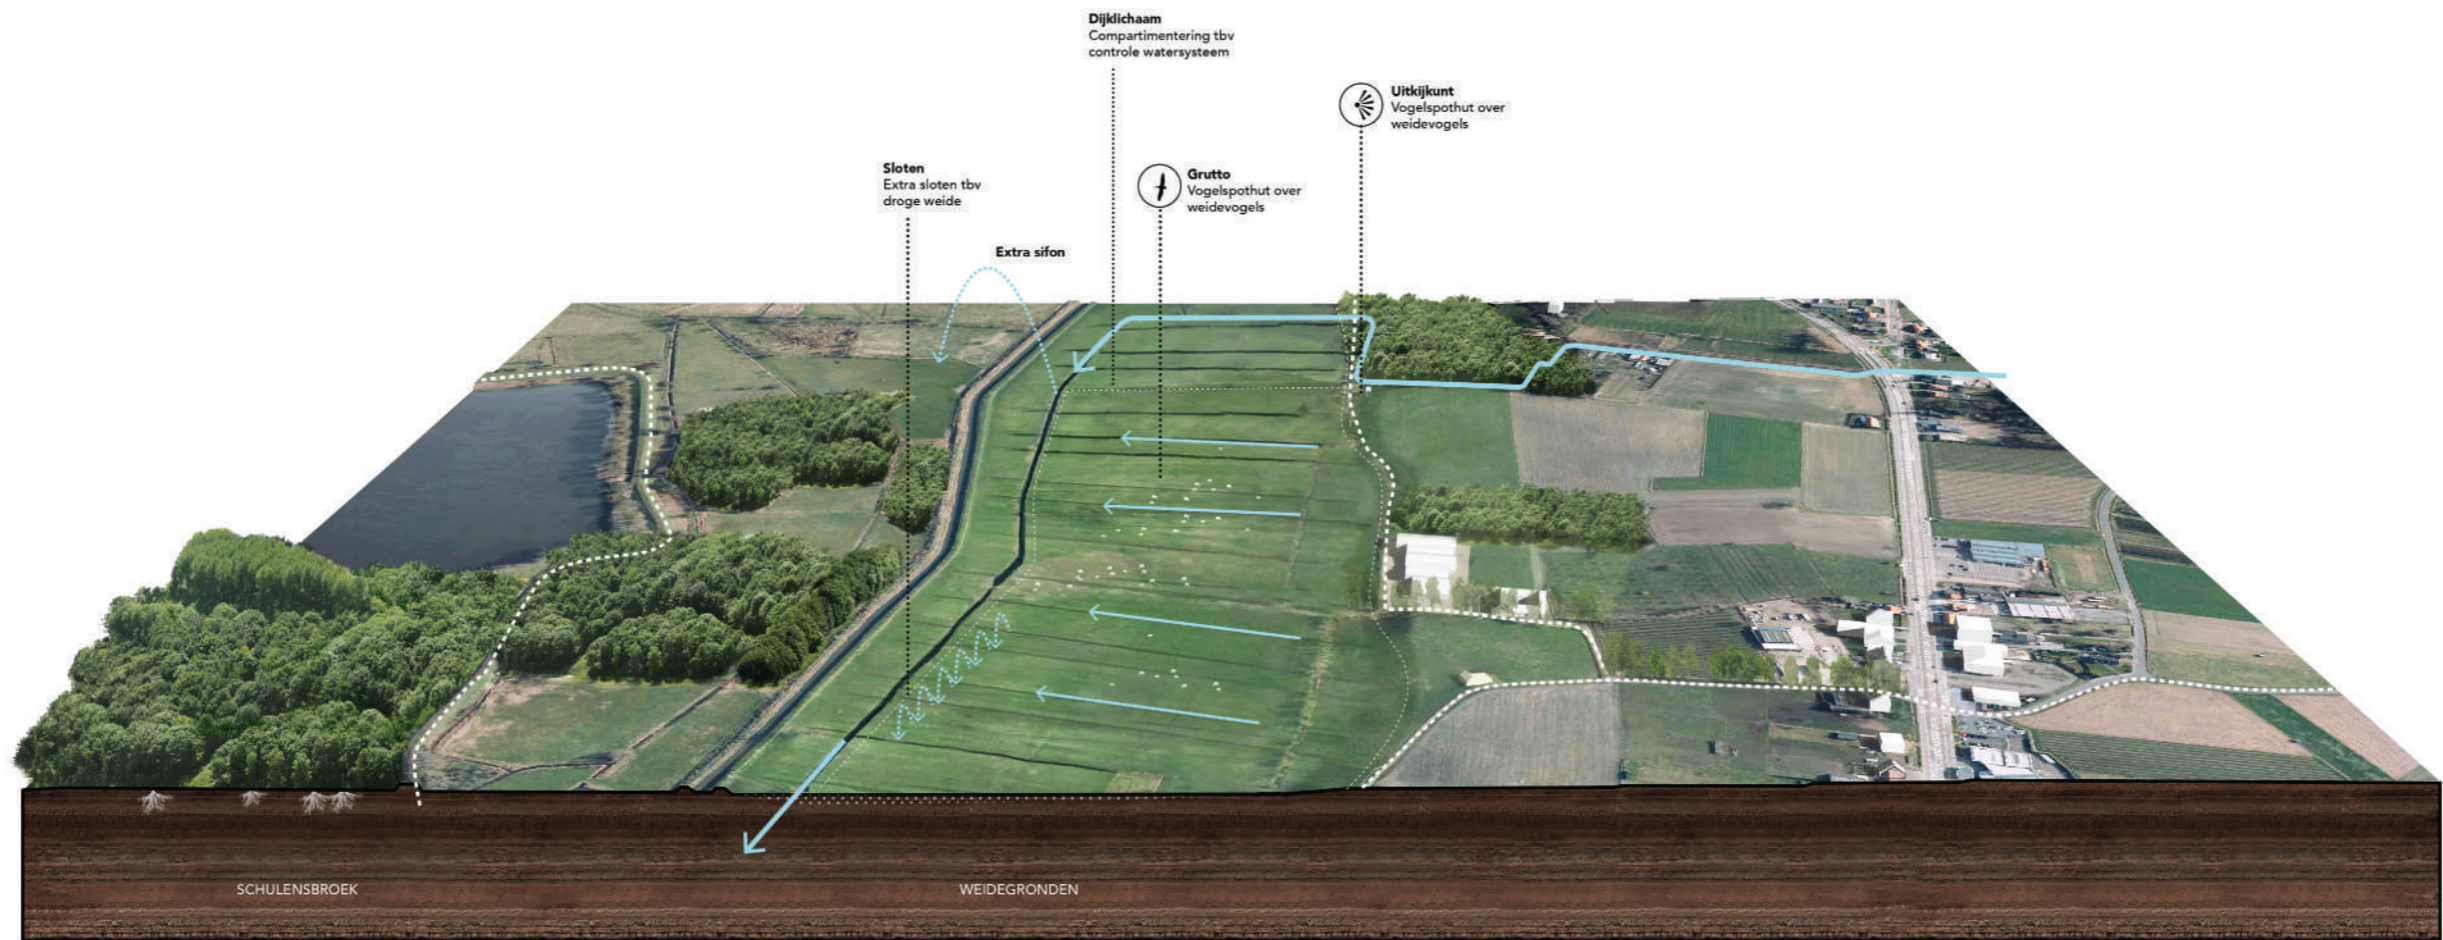 Dijklichaam
Compartimentering tbv
controle watersysteem
Uitkijkunt
Vogelspothut over
weidevogels
Sloten
Extra sloten tbv
droge weide
Grutto
Vogelspothut over
weidevogels
Extra sifon
SCHULENSBROEK
WEIDEGRONDEN